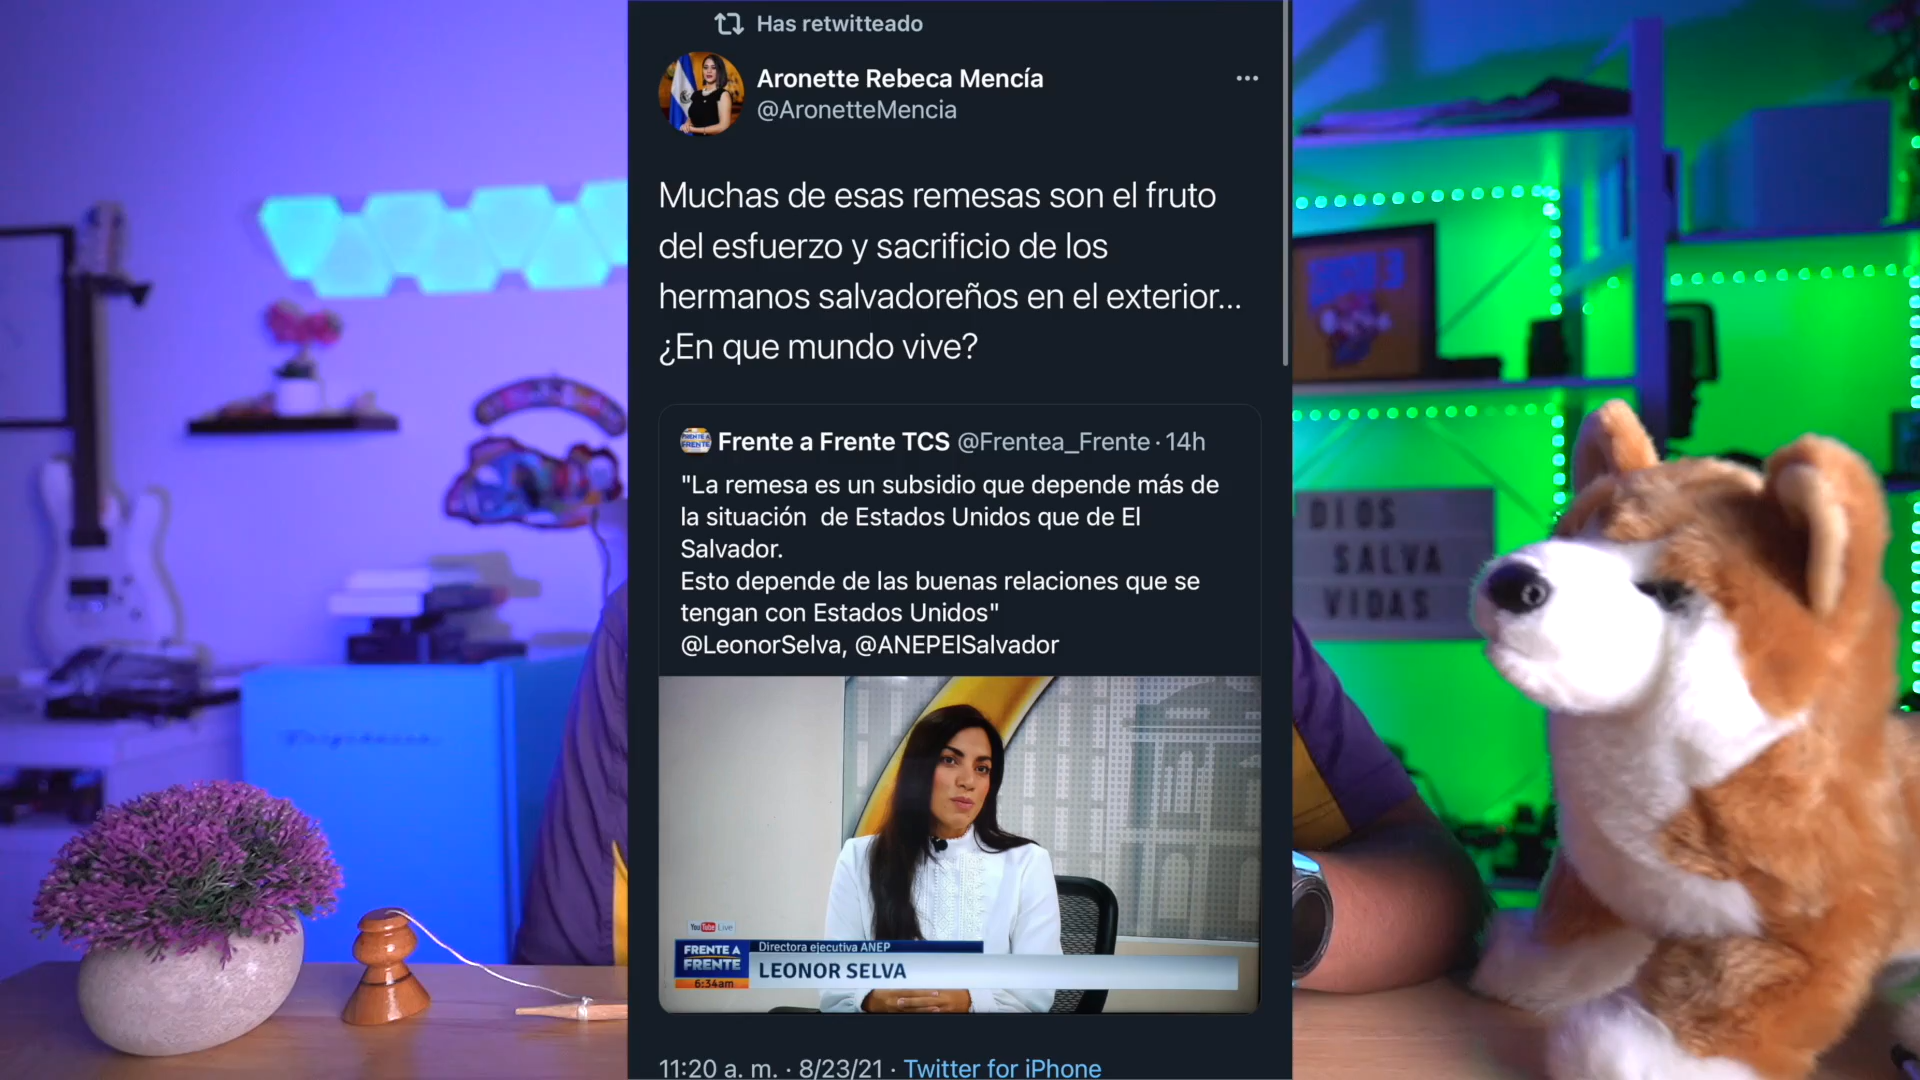 Has retwitteado
Aronette Rebeca Mencía
@AronetteMencia
Muchas de esas remesas son el fruto
del esfuerzo y sacrificio de los
hermanos salvadoreños en el exterior...
¿En que mundo vive?
Frente a Frente TCS @Frentea_Frente · 14h
"La remesa es un subsidio que depende más de
la situación de Estados Unidos que de El
Salvador.
Esto depende de las buenas relaciones que se
tengan con Estados Unidos"
@LeonorSelva, @ANEPElSalvador
YouTube Live
FRENTE A
FRENTE
6:34am
Directora ejecutiva ANEP
LEONOR SELVA
11:20 a. m. · 8/23/21 · Twitter for iPhone
DIOS
SALVA
VIDAS